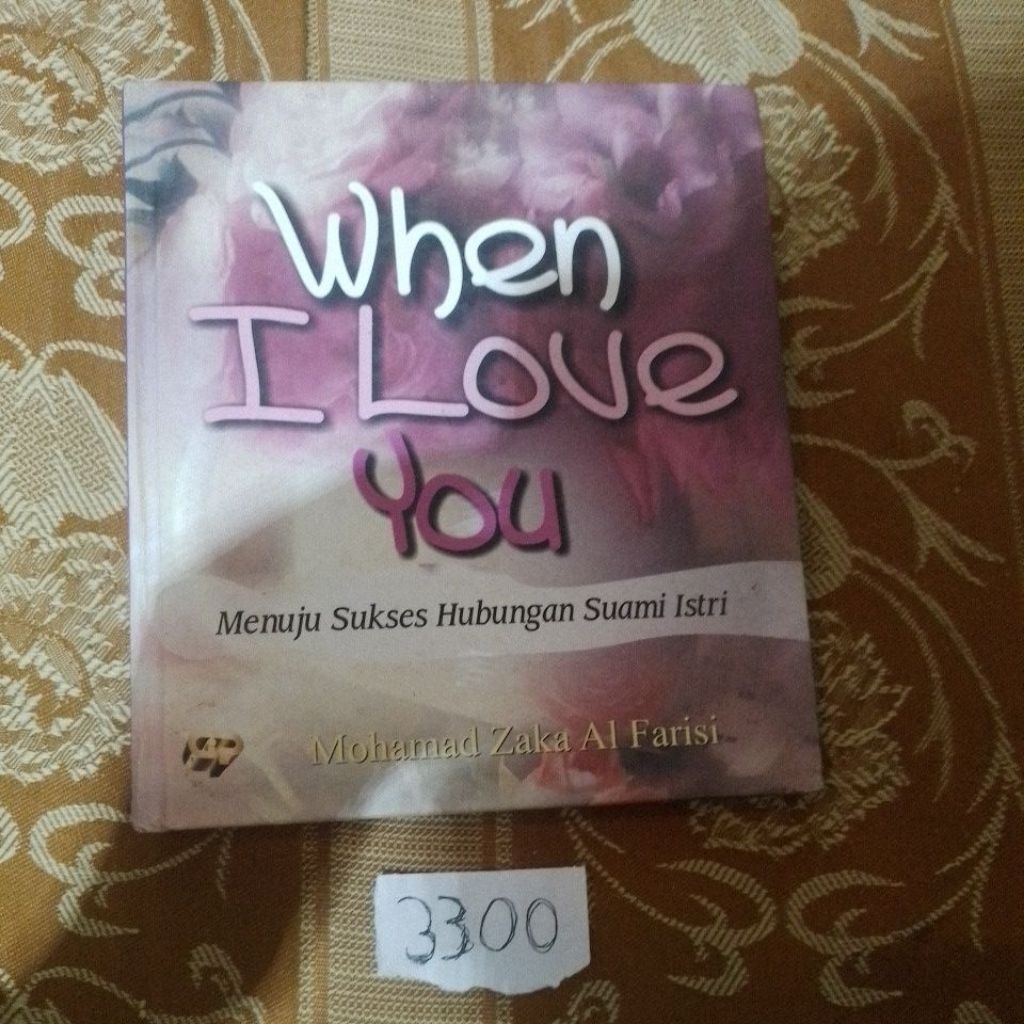 When
I Love
You
Menuju Sukses Hubungan Suami Istri
Mohamad Zaka Al Farisi
3300